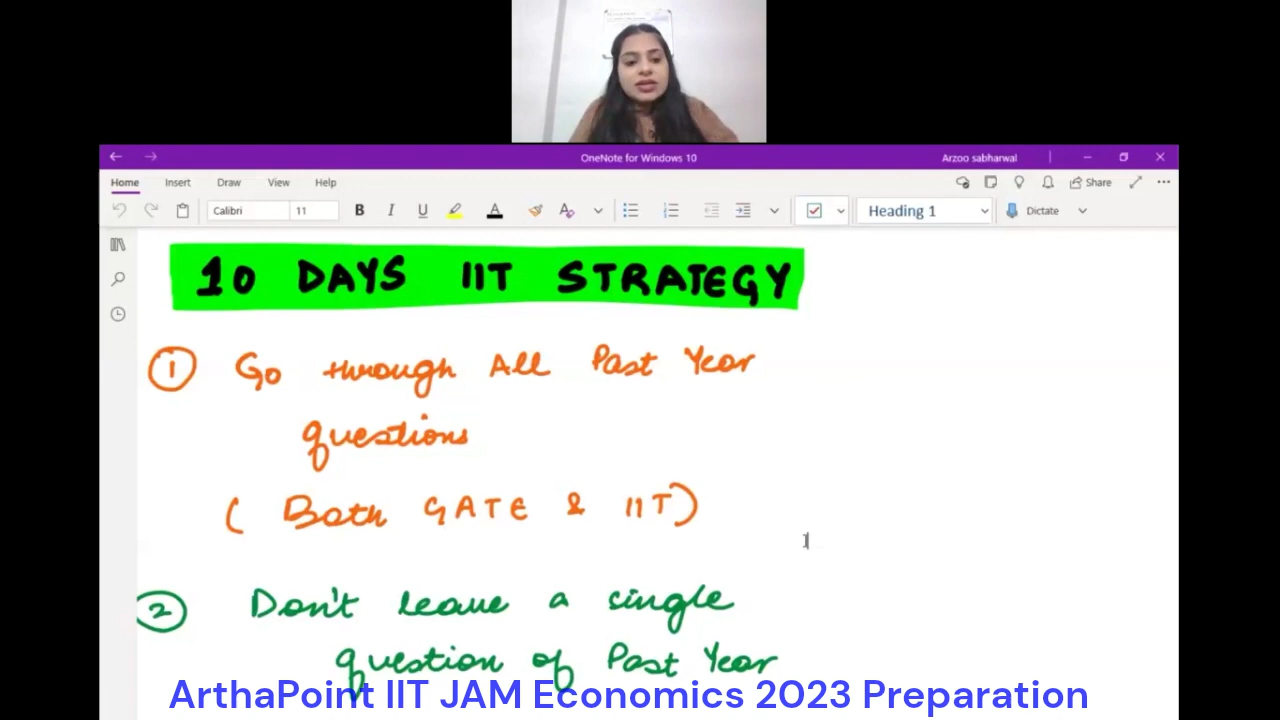 OneNote for Windows 10
Arzoo sabharwal
Home Insert Draw View Help
Share
Calibri 11 B I U A Heading 1 Dictate
10 DAYS IIT STRATEGY
1 Go through All Past Year
questions
( Both GATE & IIT)
2 Don't leave a single
question of Past Year
ArthaPoint IIT JAM Economics 2023 Preparation